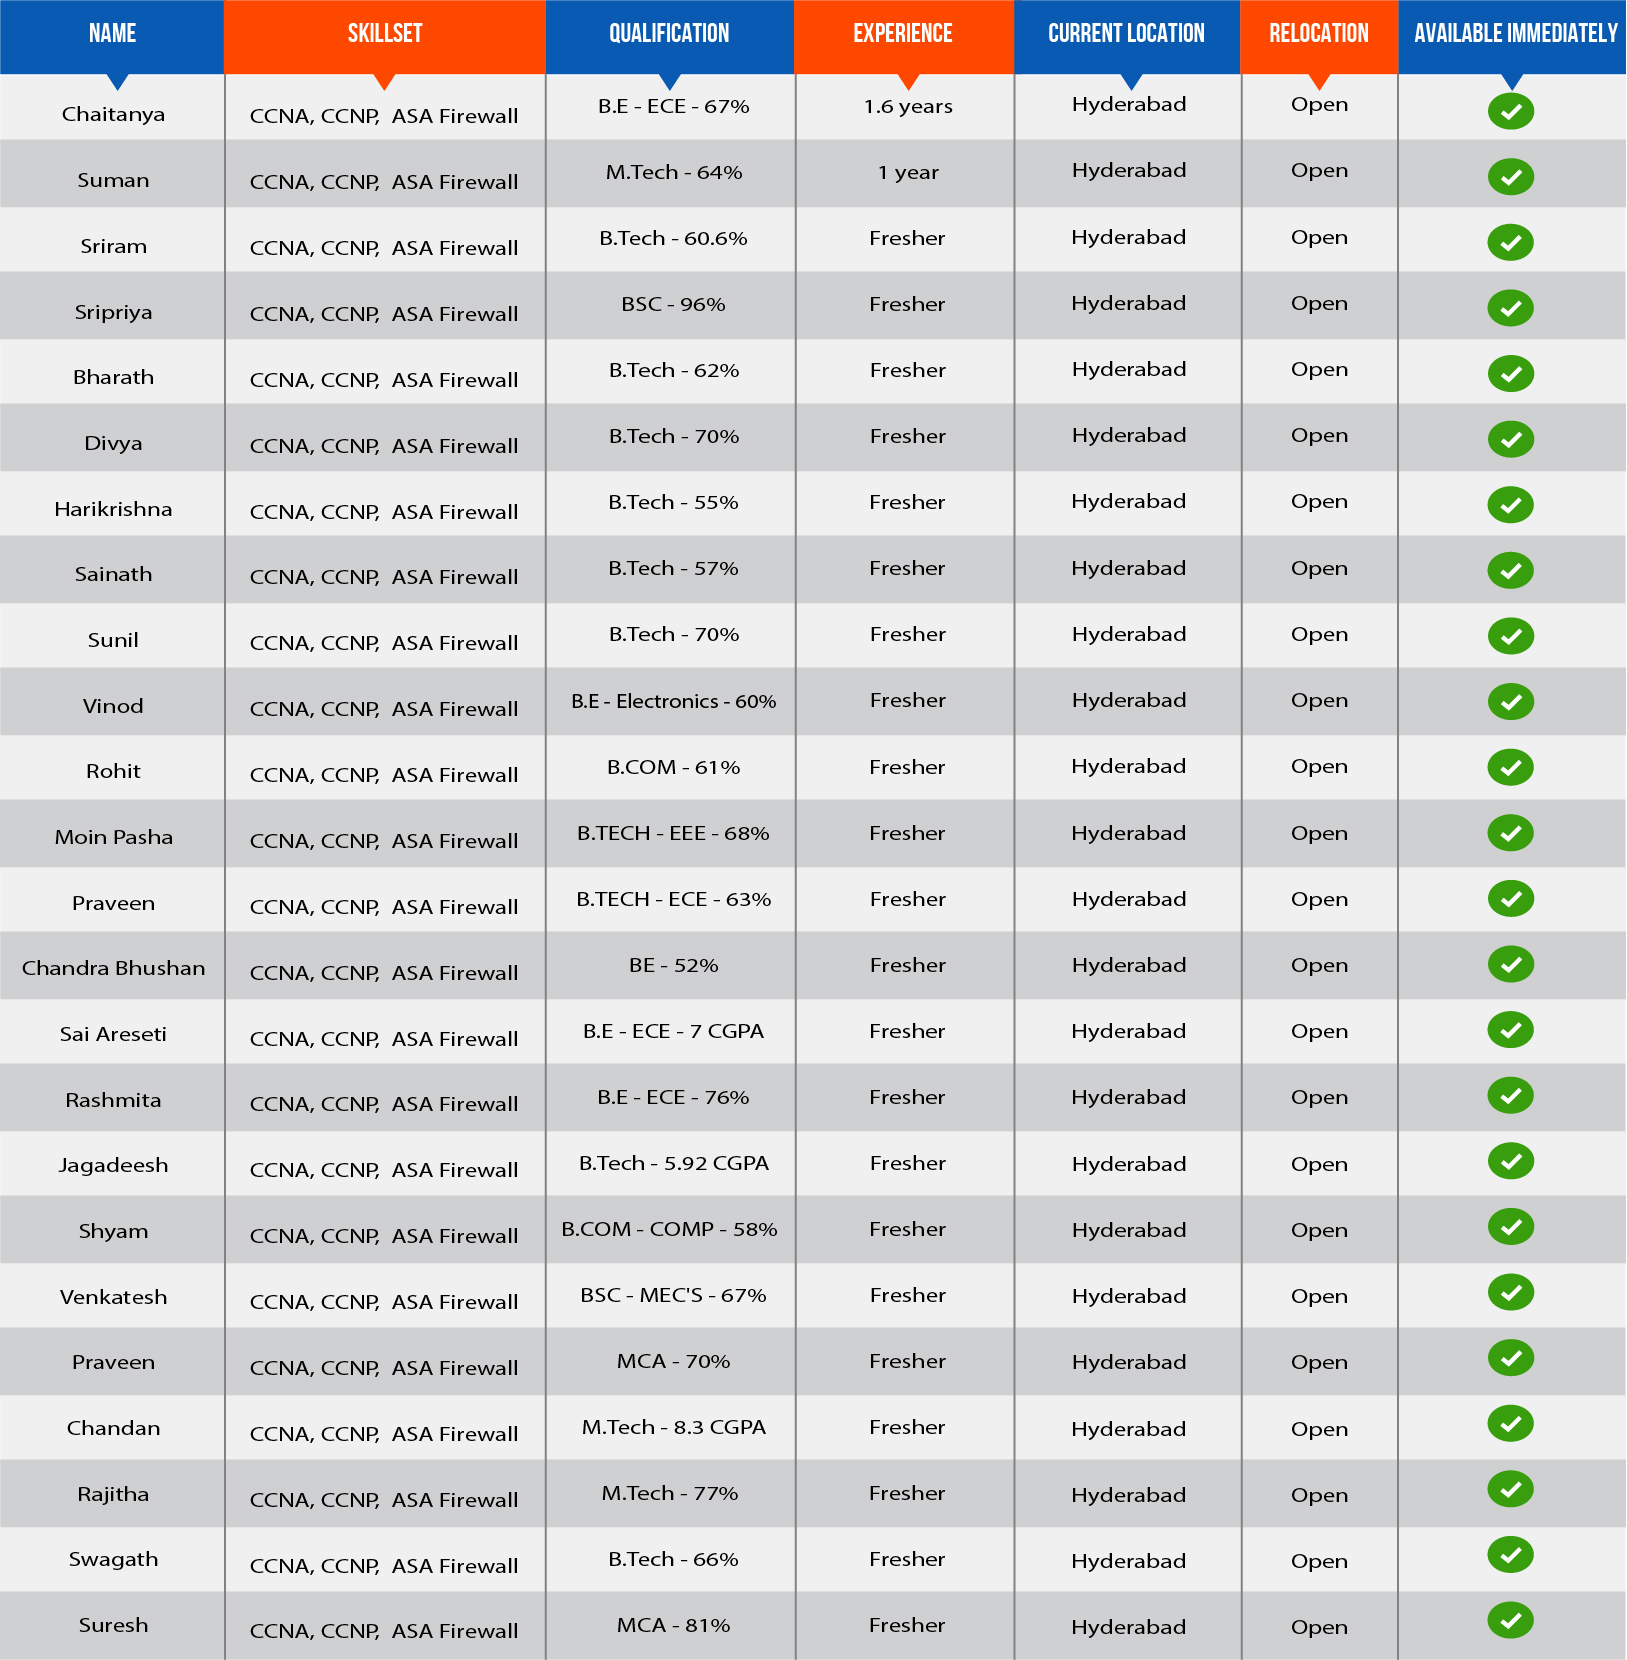 NAME SKILLSET QUALIFICATION EXPERIENCE CURRENT LOCATION RELOCATION AVAILABLE IMMEDIATELY
Chaitanya CCNA, CCNP, ASA Firewall B.E - ECE - 67% 1.6 years Hyderabad Open
Suman CCNA, CCNP, ASA Firewall M.Tech - 64% 1 year Hyderabad Open
Sriram CCNA, CCNP, ASA Firewall B.Tech - 60.6% Fresher Hyderabad Open
Sripriya CCNA, CCNP, ASA Firewall BSC - 96% Fresher Hyderabad Open
Bharath CCNA, CCNP, ASA Firewall B.Tech - 62% Fresher Hyderabad Open
Divya CCNA, CCNP, ASA Firewall B.Tech - 70% Fresher Hyderabad Open
Harikrishna CCNA, CCNP, ASA Firewall B.Tech - 55% Fresher Hyderabad Open
Sainath CCNA, CCNP, ASA Firewall B.Tech - 57% Fresher Hyderabad Open
Sunil CCNA, CCNP, ASA Firewall B.Tech - 70% Fresher Hyderabad Open
Vinod CCNA, CCNP, ASA Firewall B.E - Electronics - 60% Fresher Hyderabad Open
Rohit CCNA, CCNP, ASA Firewall B.COM - 61% Fresher Hyderabad Open
Moin Pasha CCNA, CCNP, ASA Firewall B.TECH - EEE - 68% Fresher Hyderabad Open
Praveen CCNA, CCNP, ASA Firewall B.TECH - ECE - 63% Fresher Hyderabad Open
Chandra Bhushan CCNA, CCNP, ASA Firewall BE - 52% Fresher Hyderabad Open
Sai Areseti CCNA, CCNP, ASA Firewall B.E - ECE - 7 CGPA Fresher Hyderabad Open
Rashmita CCNA, CCNP, ASA Firewall B.E - ECE - 76% Fresher Hyderabad Open
Jagadeesh CCNA, CCNP, ASA Firewall B.Tech - 5.92 CGPA Fresher Hyderabad Open
Shyam CCNA, CCNP, ASA Firewall B.COM - COMP - 58% Fresher Hyderabad Open
Venkatesh CCNA, CCNP, ASA Firewall BSC - MEC'S - 67% Fresher Hyderabad Open
Praveen CCNA, CCNP, ASA Firewall MCA - 70% Fresher Hyderabad Open
Chandan CCNA, CCNP, ASA Firewall M.Tech - 8.3 CGPA Fresher Hyderabad Open
Rajitha CCNA, CCNP, ASA Firewall M.Tech - 77% Fresher Hyderabad Open
Swagath CCNA, CCNP, ASA Firewall B.Tech - 66% Fresher Hyderabad Open
Suresh CCNA, CCNP, ASA Firewall MCA - 81% Fresher Hyderabad Open